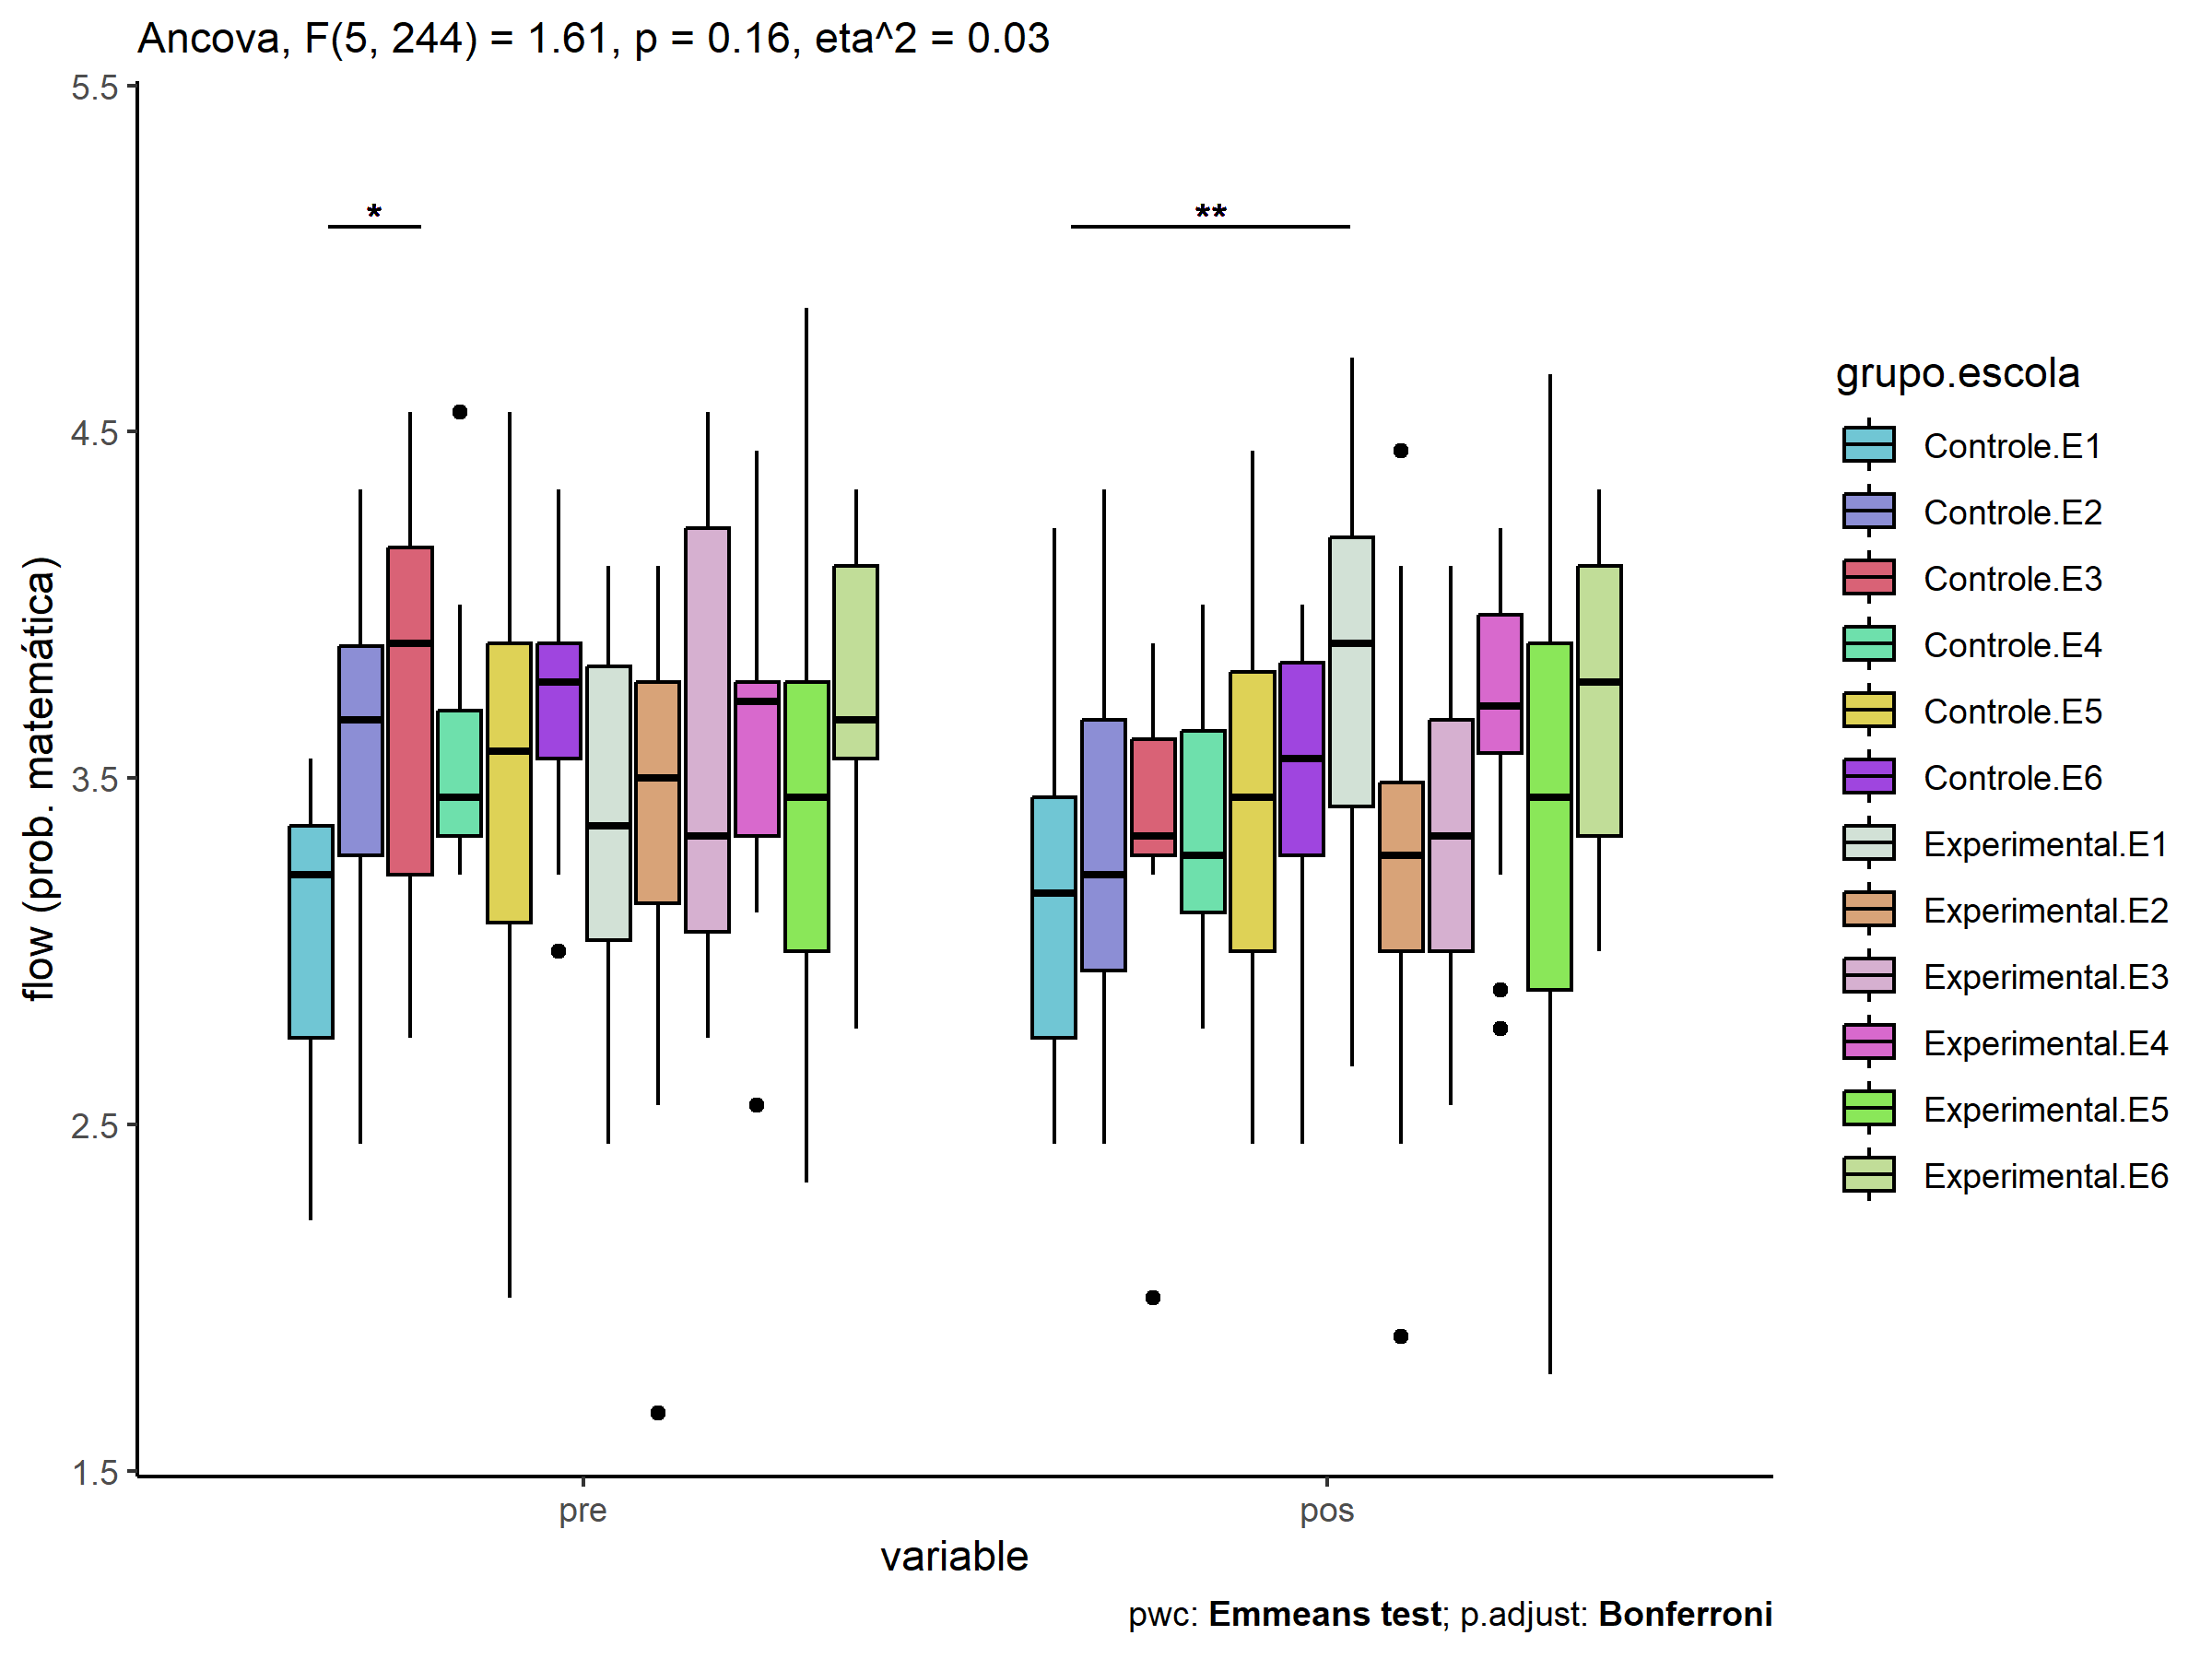 Ancova, F(5, 244) = 1.61, p = 0.16, eta^2 = 0.03
5.5
4.5
3.5
2.5
1.5
flow (prob. matemática)
*
**
pre
pos
variable
grupo.escola
Controle.E1
Controle.E2
Controle.E3
Controle.E4
Controle.E5
Controle.E6
Experimental.E1
Experimental.E2
Experimental.E3
Experimental.E4
Experimental.E5
Experimental.E6
pwc: Emmeans test; p.adjust: Bonferroni